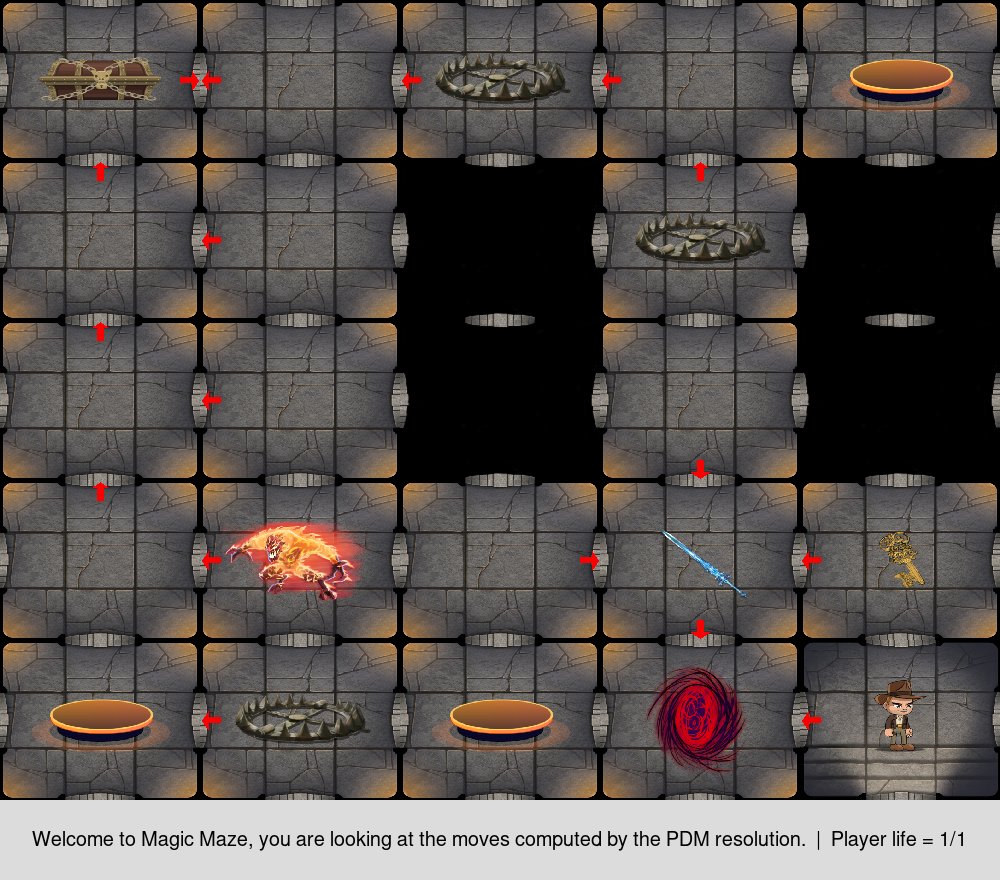 Welcome to Magic Maze, you are looking at the moves computed by the PDM resolution.  |  Player life = 1/1